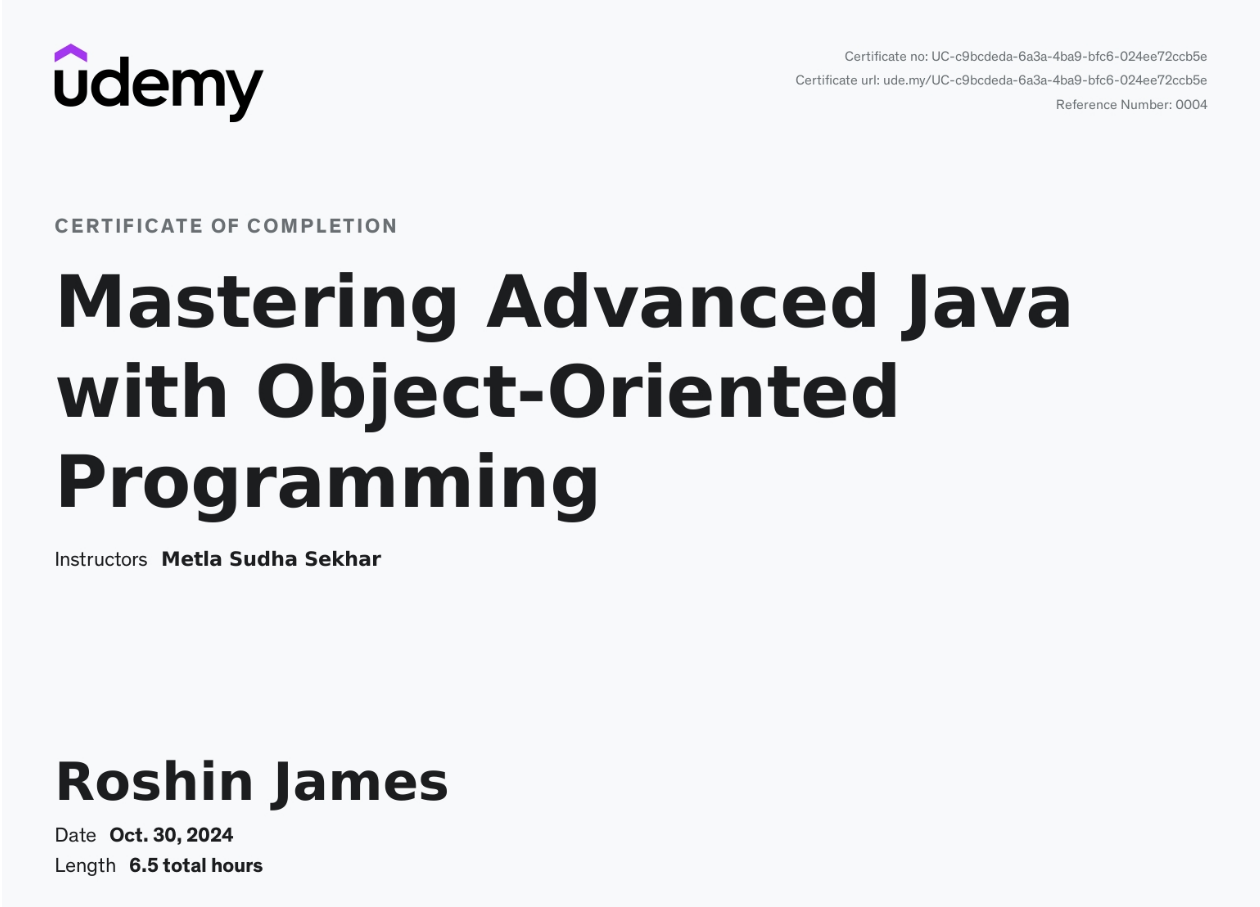 udemy
Certificate no: UC-c9bcdeda-6a3a-4ba9-bfc6-024ee72ccb5e
Certificate url: ude.my/UC-c9bcdeda-6a3a-4ba9-bfc6-024ee72ccb5e
Reference Number: 0004
CERTIFICATE OF COMPLETION
Mastering Advanced Java
with Object-Oriented
Programming
Instructors Metla Sudha Sekhar
Roshin James
Date Oct. 30, 2024
Length 6.5 total hours